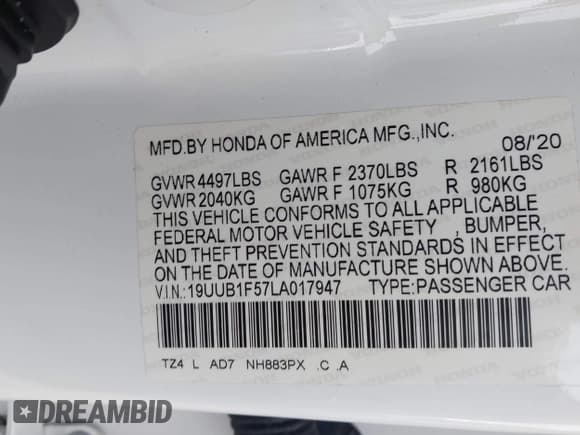 MFD.BY HONDA OF AMERICA MFG.,INC. 08/'20
GVWR 4497LBS GAWR F 2370LBS R 2161LBS
GVWR 2040KG GAWR F 1075KG R 980KG
THIS VEHICLE CONFORMS TO ALL APPLICABLE
FEDERAL MOTOR VEHICLE SAFETY , BUMPER,
AND THEFT PREVENTION STANDARDS IN EFFECT
ON THE DATE OF MANUFACTURE SHOWN ABOVE.
V.I.N.:19UUB1F57LA017947 TYPE:PASSENGER CAR
TZ4 L AD7 NH883PX .C .A
DREAMBID